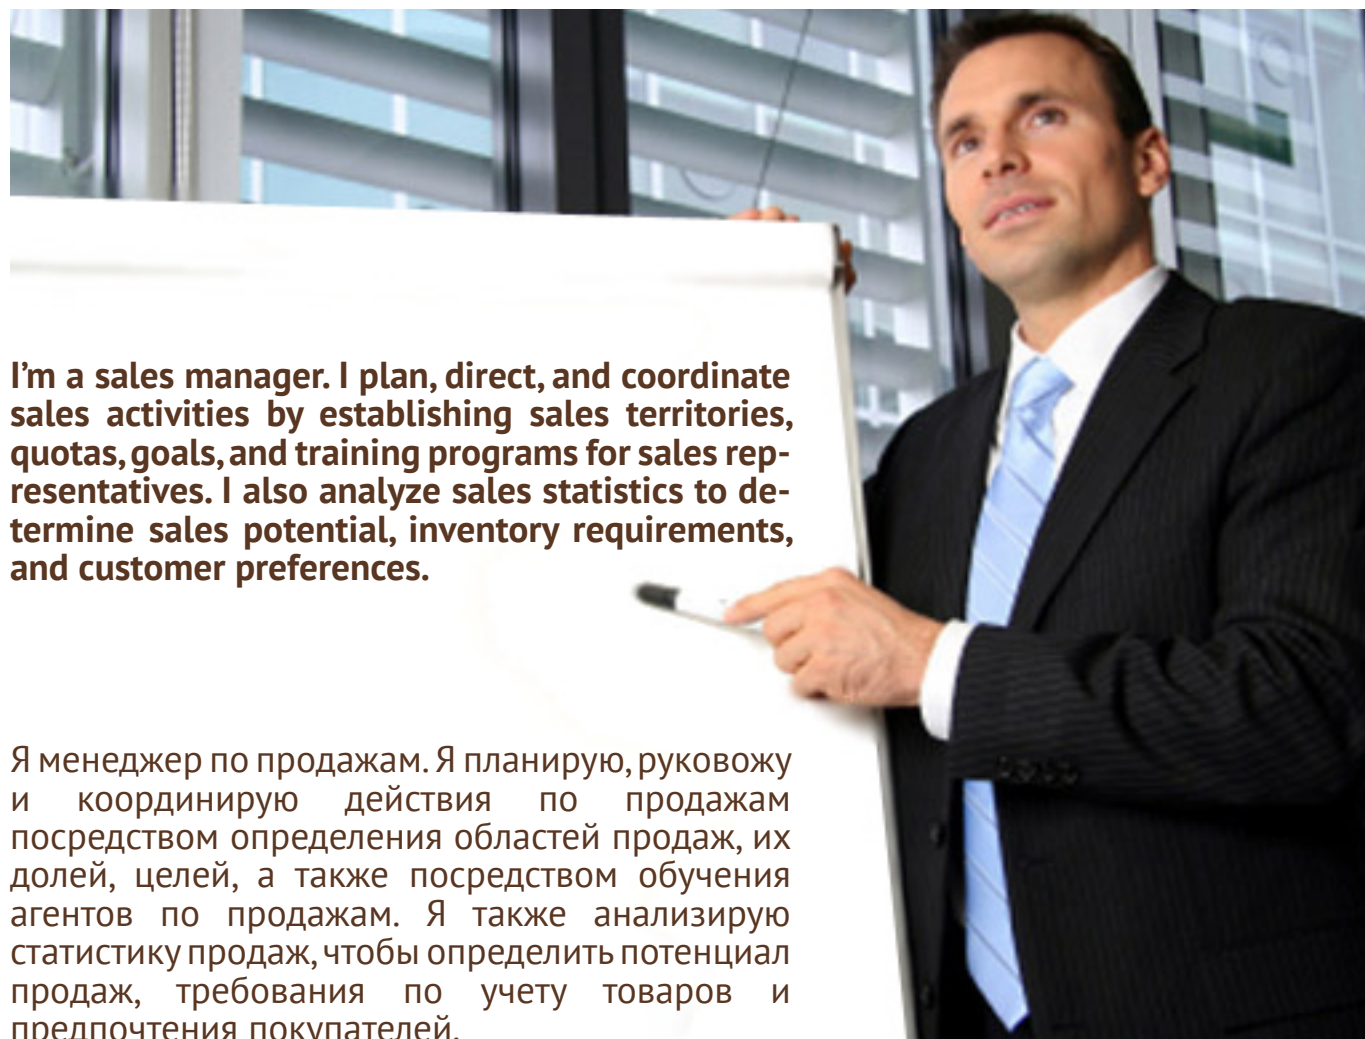 I’m a sales manager. I plan, direct, and coordinate
sales activities by establishing sales territories,
quotas, goals, and training programs for sales rep-
resentatives. I also analyze sales statistics to de-
termine sales potential, inventory requirements,
and customer preferences.
Я менеджер по продажам. Я планирую, руковожу
и координирую действия по продажам
посредством определения областей продаж, их
долей, целей, а также посредством обучения
агентов по продажам. Я также анализирую
статистику продаж, чтобы определить потенциал
продаж, требования по учету товаров и
предпочтения покупателей.